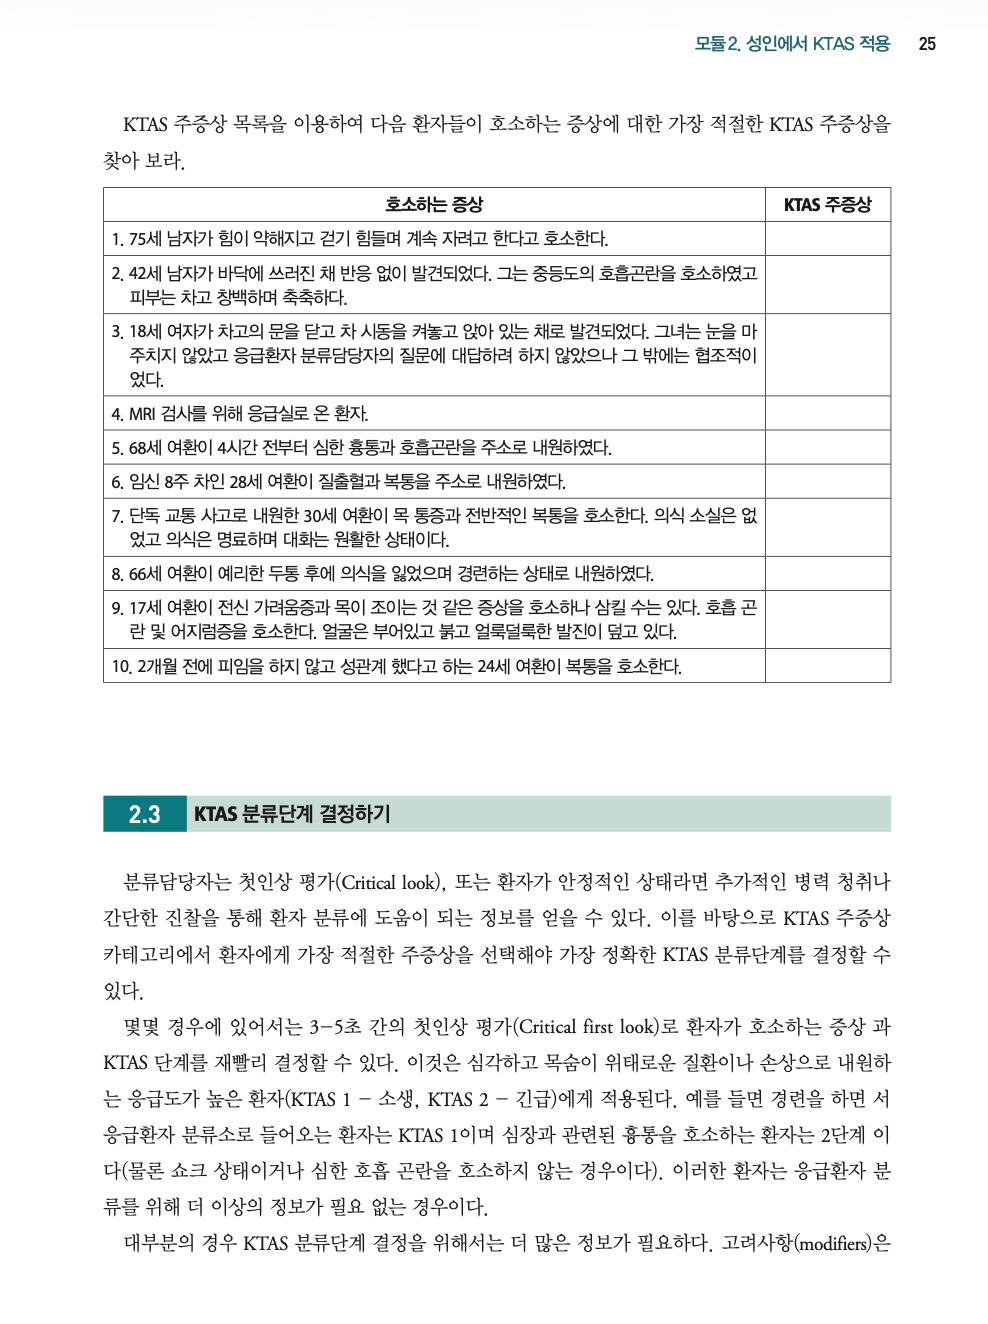 모듈 2. 성인에서 KTAS 적용 25
KTAS 주증상 목록을 이용하여 다음 환자들이 호소하는 증상에 대한 가장 적절한 KTAS 주증상을
찾아 보라.
호소하는 증상 KTAS 주증상
1. 75세 남자가 힘이 약해지고 걷기 힘들며 계속 자려고 한다고 호소한다.
2. 42세 남자가 바닥에 쓰러진 채 반응 없이 발견되었다. 그는 중등도의 호흡곤란을 호소하였고
피부는 차고 창백하며 축축하다.
3. 18세 여자가 차고의 문을 닫고 차 시동을 켜놓고 앉아 있는 채로 발견되었다. 그녀는 눈을 마
주치지 않았고 응급환자 분류담당자의 질문에 대답하려 하지 않았으나 그 밖에는 협조적이
었다.
4. MRI 검사를 위해 응급실로 온 환자.
5. 68세 여환이 4시간 전부터 심한 흉통과 호흡곤란을 주소로 내원하였다.
6. 임신 8주 차인 28세 여환이 질출혈과 복통을 주소로 내원하였다.
7. 단독 교통 사고로 내원한 30세 여환이 목 통증과 전반적인 복통을 호소한다. 의식 소실은 없
었고 의식은 명료하며 대화는 원활한 상태이다.
8. 66세 여환이 예리한 두통 후에 의식을 잃었으며 경련하는 상태로 내원하였다.
9. 17세 여환이 전신 가려움증과 목이 조이는 것 같은 증상을 호소하나 삼킬 수는 있다. 호흡 곤
란 및 어지럼증을 호소한다. 얼굴은 부어있고 붉고 얼룩덜룩한 발진이 덮고 있다.
10. 2개월 전에 피임을 하지 않고 성관계 했다고 하는 24세 여환이 복통을 호소한다.
2.3 KTAS 분류단계 결정하기
분류담당자는 첫인상 평가(Critical look), 또는 환자가 안정적인 상태라면 추가적인 병력 청취나
간단한 진찰을 통해 환자 분류에 도움이 되는 정보를 얻을 수 있다. 이를 바탕으로 KTAS 주증상
카테고리에서 환자에게 가장 적절한 주증상을 선택해야 가장 정확한 KTAS 분류단계를 결정할 수
있다.
몇몇 경우에 있어서는 3-5초 간의 첫인상 평가(Critical first look)로 환자가 호소하는 증상 과
KTAS 단계를 재빨리 결정할 수 있다. 이것은 심각하고 목숨이 위태로운 질환이나 손상으로 내원하
는 응급도가 높은 환자(KTAS 1 - 소생, KTAS 2 - 긴급)에게 적용된다. 예를 들면 경련을 하면 서
응급환자 분류소로 들어오는 환자는 KTAS 1이며 심장과 관련된 흉통을 호소하는 환자는 2단계 이
다(물론 쇼크 상태이거나 심한 호흡 곤란을 호소하지 않는 경우이다). 이러한 환자는 응급환자 분
류를 위해 더 이상의 정보가 필요 없는 경우이다.
대부분의 경우 KTAS 분류단계 결정을 위해서는 더 많은 정보가 필요하다. 고려사항(modifiers)은